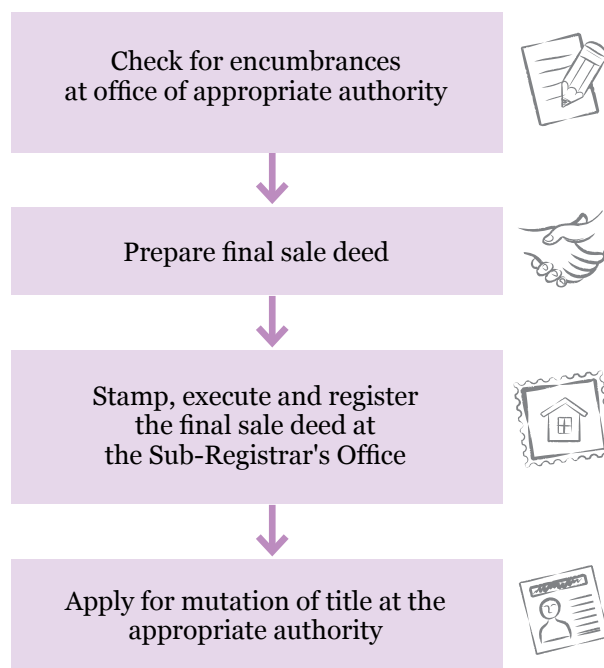 Check for encumbrances
at office of appropriate authority
Prepare final sale deed
Stamp, execute and register
the final sale deed at
the Sub-Registrar's Office
Apply for mutation of title at the
appropriate authority